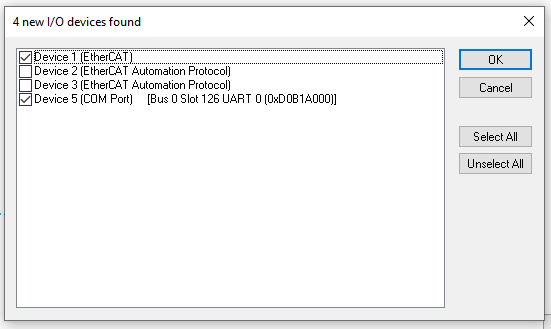 4 new I/O devices found
Device 1 (EtherCAT)
Device 2 (EtherCAT Automation Protocol)
Device 3 (EtherCAT Automation Protocol)
Device 5 (COM Port) [Bus 0 Slot 126 UART 0 (0xD0B1A000)]
OK
Cancel
Select All
Unselect All